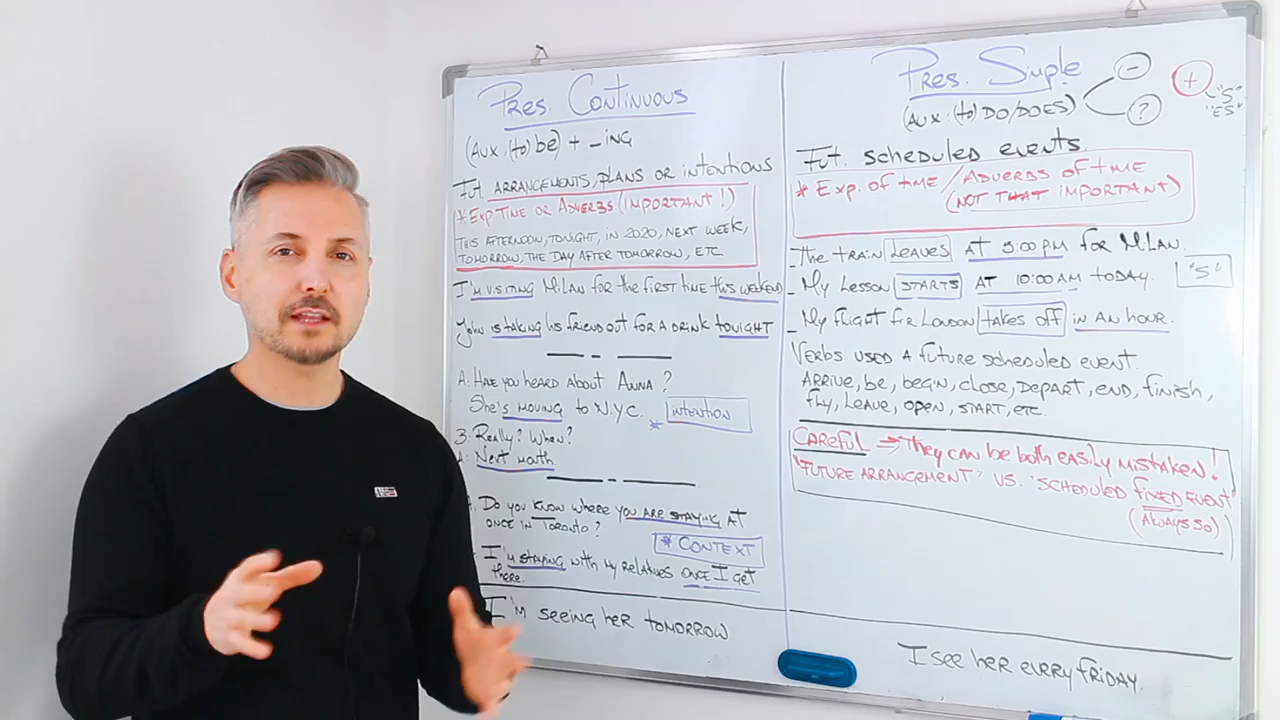 Pres. Continuous
(Aux: (to) be) + _ing
Fut. ARRANGEMENTS, PLANS OR INTENTIONS
* Exp TIME OR ADVERBS (IMPORTANT!)
THIS AFTERNOON, TONIGHT, IN 2020, NEXT WEEK,
TOMORROW, THE DAY AFTER TOMORROW, ETC.
I'M VISITING MILAN FOR THE FIRST TIME THIS WEEKEND
JOHN IS TAKING HIS FRIEND OUT FOR A DRINK TONIGHT
A: HAVE YOU HEARD ABOUT ANNA?
SHE'S MOVING TO N.Y.C.
* intention
B: REALLY? WHEN?
A: NEXT MONTH
DO YOU KNOW WHERE YOU ARE STAYING AT
ONCE IN TORONTO?
* CONTEXT
I'M STAYING WITH MY RELATIVES ONCE I GET
THERE.
I'M SEEING HER TOMORROW
Pres. Simple
(AUX: (to) DO/DOES)
-
?
+
"S"
"ES"
Fut. SCHEDULED EVENTS
* EXP. OF TIME / ADVERBS OF TIME
(NOT THAT IMPORTANT)
- THE TRAIN LEAVES AT 5:00 PM FOR MILAN.
- MY LESSON STARTS AT 10:00 AM TODAY.
"S"
- MY FLIGHT FOR LONDON TAKES OFF IN AN HOUR.
VERBS USED A FUTURE SCHEDULED EVENT.
ARRIVE, BE, BEGIN, CLOSE, DEPART, END, FINISH,
FLY, LEAVE, OPEN, START, ETC.
CAREFUL => THEY CAN BE BOTH EASILY MISTAKEN!
"FUTURE ARRANGEMENT" VS. "SCHEDULED FIXED EVENT"
(ALWAYS SO)
I SEE HER EVERY FRIDAY.